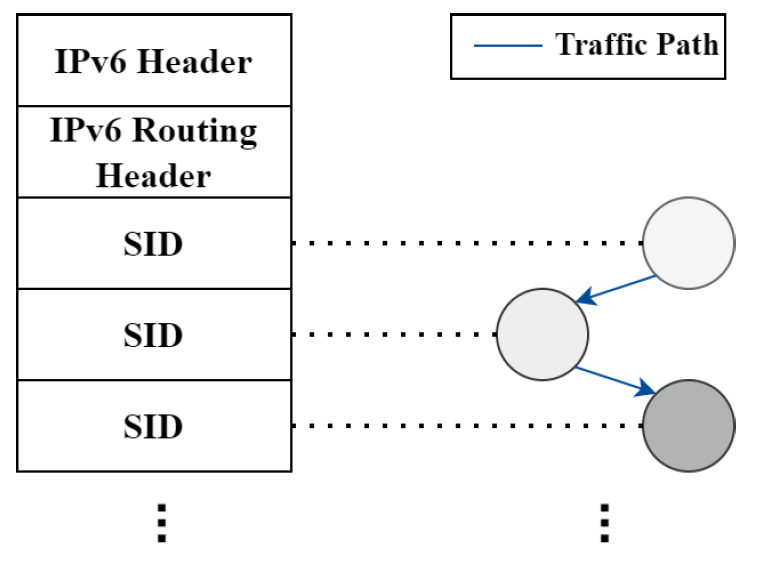 IPv6 Header
Traffic Path
IPv6 Routing
Header
SID
SID
SID